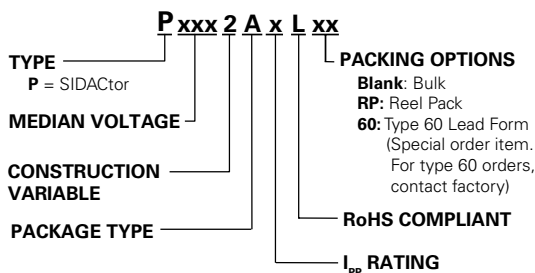 P xxx 2 A x L xx
TYPE
P = SIDACtor
MEDIAN VOLTAGE
CONSTRUCTION
VARIABLE
PACKAGE TYPE
PACKING OPTIONS
Blank: Bulk
RP: Reel Pack
60: Type 60 Lead Form
(Special order item.
For type 60 orders,
contact factory)
RoHS COMPLIANT
IPP RATING